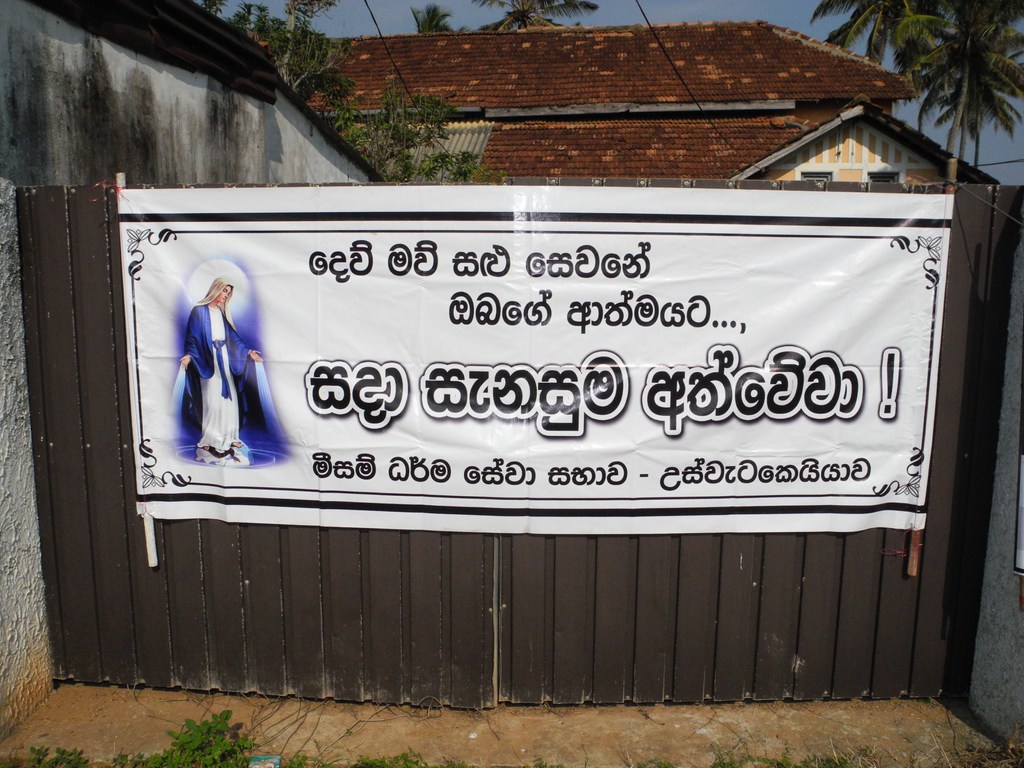 දෙව් මව් සළු සෙවනේ
ඔබගේ ආත්මයට...,
සදා සැනසුම අත්වේවා !
මීසම් ධර්ම සේවා සභාව - උස්වැටකෙයියාව